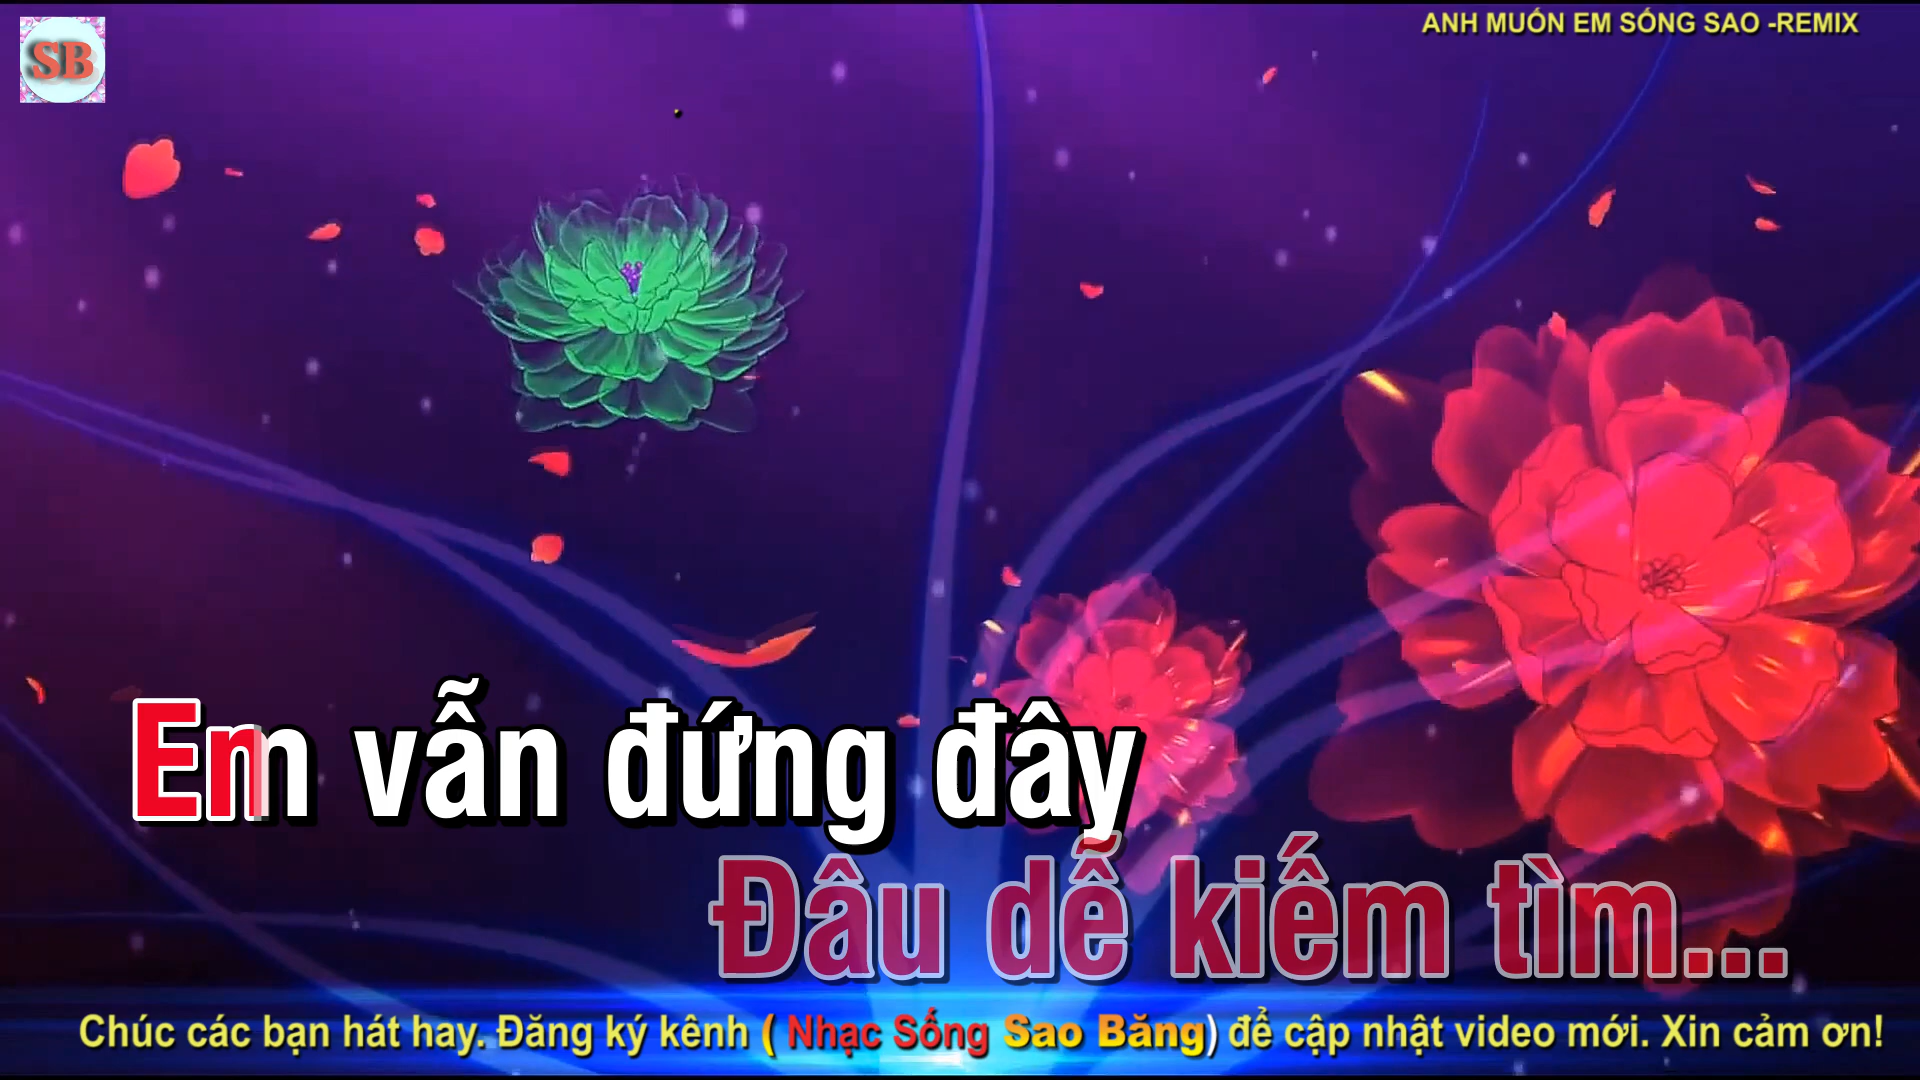 SB
ANH MUỐN EM SỐNG SAO -REMIX
Em vẫn đứng đây
Đâu dễ kiếm tìm...
Chúc các bạn hát hay. Đăng ký kênh ( Nhạc Sống Sao Băng) để cập nhật video mới. Xin cảm ơn!